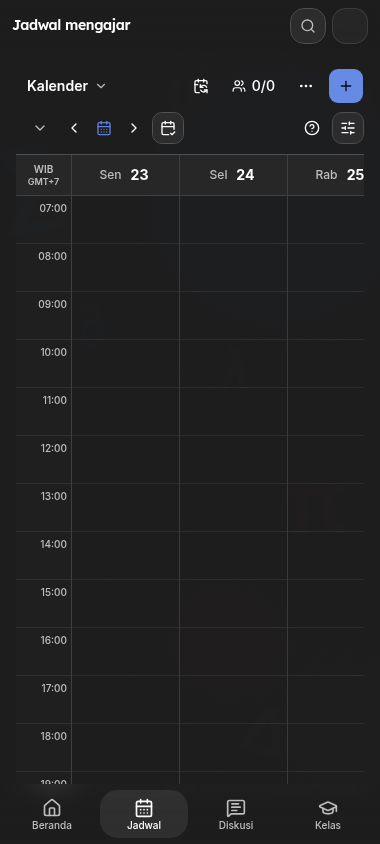 Jadwal mengajar
Kalender
0/0
WIB
GMT+7
Sen 23
Sel 24
Rab 25
07:00
08:00
09:00
10:00
11:00
12:00
13:00
14:00
15:00
16:00
17:00
18:00
19:00
Beranda
Jadwal
Diskusi
Kelas